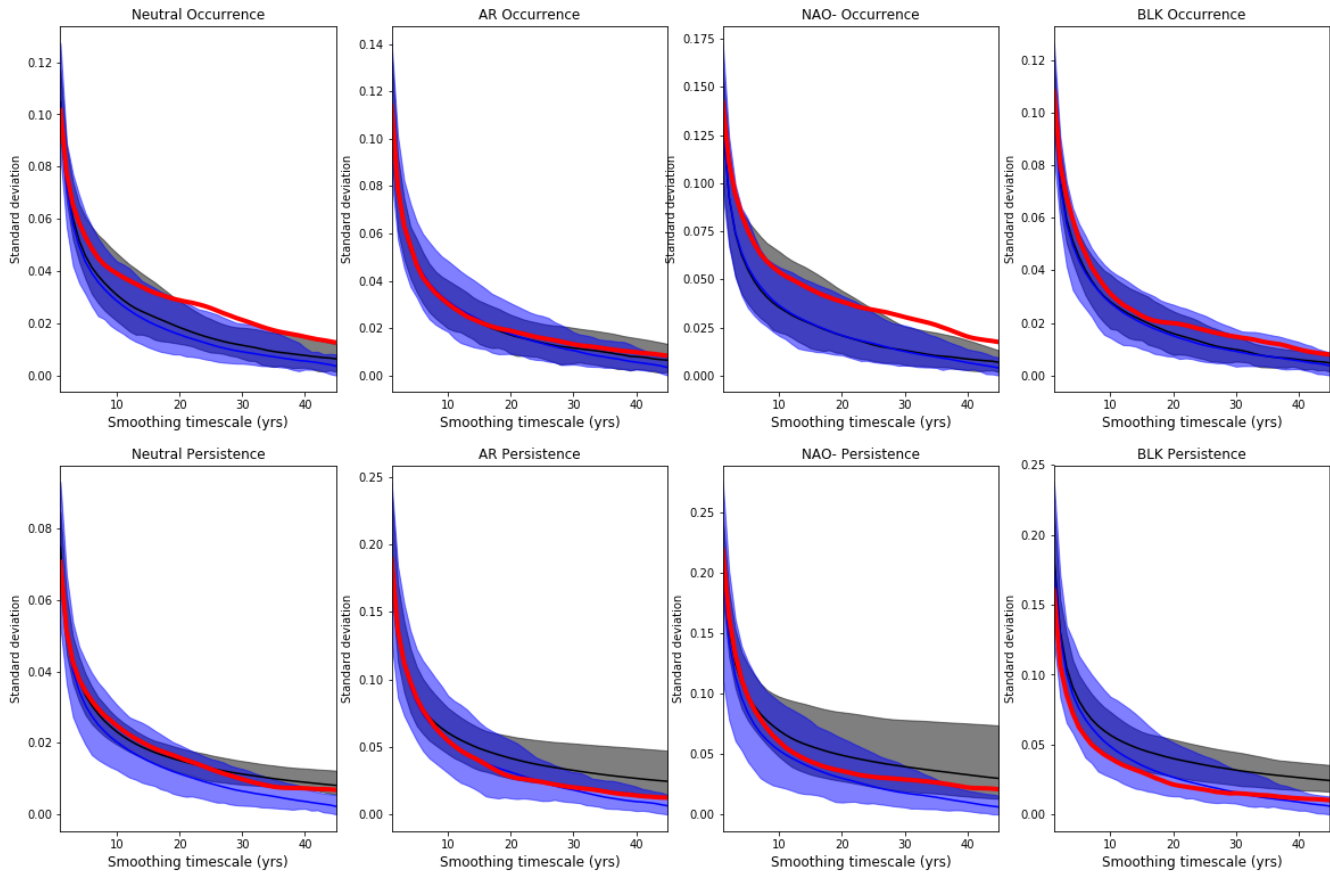 Neutral Occurrence
AR Occurrence
NAO- Occurrence
BLK Occurrence
Standard deviation
0.12
0.10
0.08
0.06
0.04
0.02
0.00
10 20 30 40
Smoothing timescale (yrs)
Standard deviation
0.14
0.12
0.10
0.08
0.06
0.04
0.02
0.00
10 20 30 40
Smoothing timescale (yrs)
Standard deviation
0.175
0.150
0.125
0.100
0.075
0.050
0.025
0.000
10 20 30 40
Smoothing timescale (yrs)
Standard deviation
0.12
0.10
0.08
0.06
0.04
0.02
0.00
10 20 30 40
Smoothing timescale (yrs)
Neutral Persistence
AR Persistence
NAO- Persistence
BLK Persistence
Standard deviation
0.08
0.06
0.04
0.02
0.00
10 20 30 40
Smoothing timescale (yrs)
Standard deviation
0.25
0.20
0.15
0.10
0.05
0.00
10 20 30 40
Smoothing timescale (yrs)
Standard deviation
0.25
0.20
0.15
0.10
0.05
0.00
10 20 30 40
Smoothing timescale (yrs)
Standard deviation
0.25
0.20
0.15
0.10
0.05
0.00
10 20 30 40
Smoothing timescale (yrs)